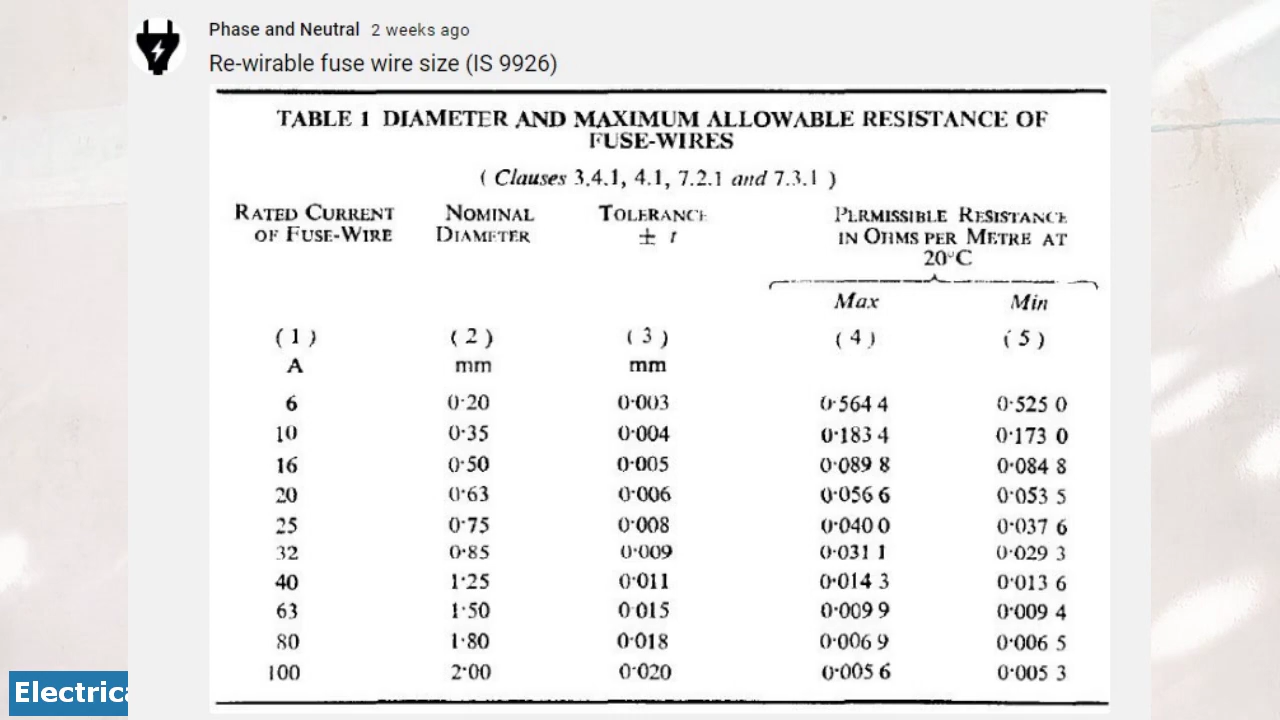 Phase and Neutral 2 weeks ago
Re-wirable fuse wire size (IS 9926)
TABLE 1 DIAMETER AND MAXIMUM ALLOWABLE RESISTANCE OF
FUSE-WIRES
( Clauses 3.4.1, 4.1, 7.2.1 and 7.3.1 )
RATED CURRENT NOMINAL TOLERANCE PERMISSIBLE RESISTANCE
OF FUSE-WIRE DIAMETER ± t IN OHMS PER METRE AT
20°C
Max Min
( 1 ) ( 2 ) ( 3 ) ( 4 ) ( 5 )
A mm mm
6 0·20 0·003 0·564 4 0·525 0
10 0·35 0·004 0·183 4 0·173 0
16 0·50 0·005 0·089 8 0·084 8
20 0·63 0·006 0·056 6 0·053 5
25 0·75 0·008 0·040 0 0·037 6
32 0·85 0·009 0·031 1 0·029 3
40 1·25 0·011 0·014 3 0·013 6
63 1·50 0·015 0·009 9 0·009 4
80 1·80 0·018 0·006 9 0·006 5
100 2·00 0·020 0·005 6 0·005 3